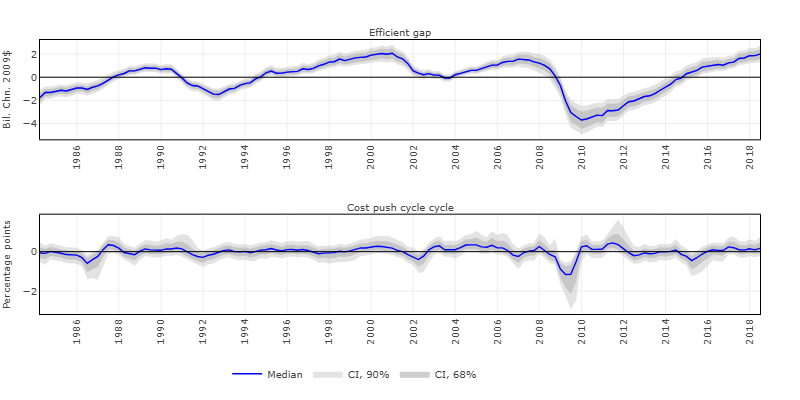 Efficient gap
Bil. Chn. 2009$
2
0
−2
−4
1986 1988 1990 1992 1994 1996 1998 2000 2002 2004 2006 2008 2010 2012 2014 2016 2018
Cost push cycle cycle
Percentage points
0
−2
1986 1988 1990 1992 1994 1996 1998 2000 2002 2004 2006 2008 2010 2012 2014 2016 2018
Median CI, 90% CI, 68%